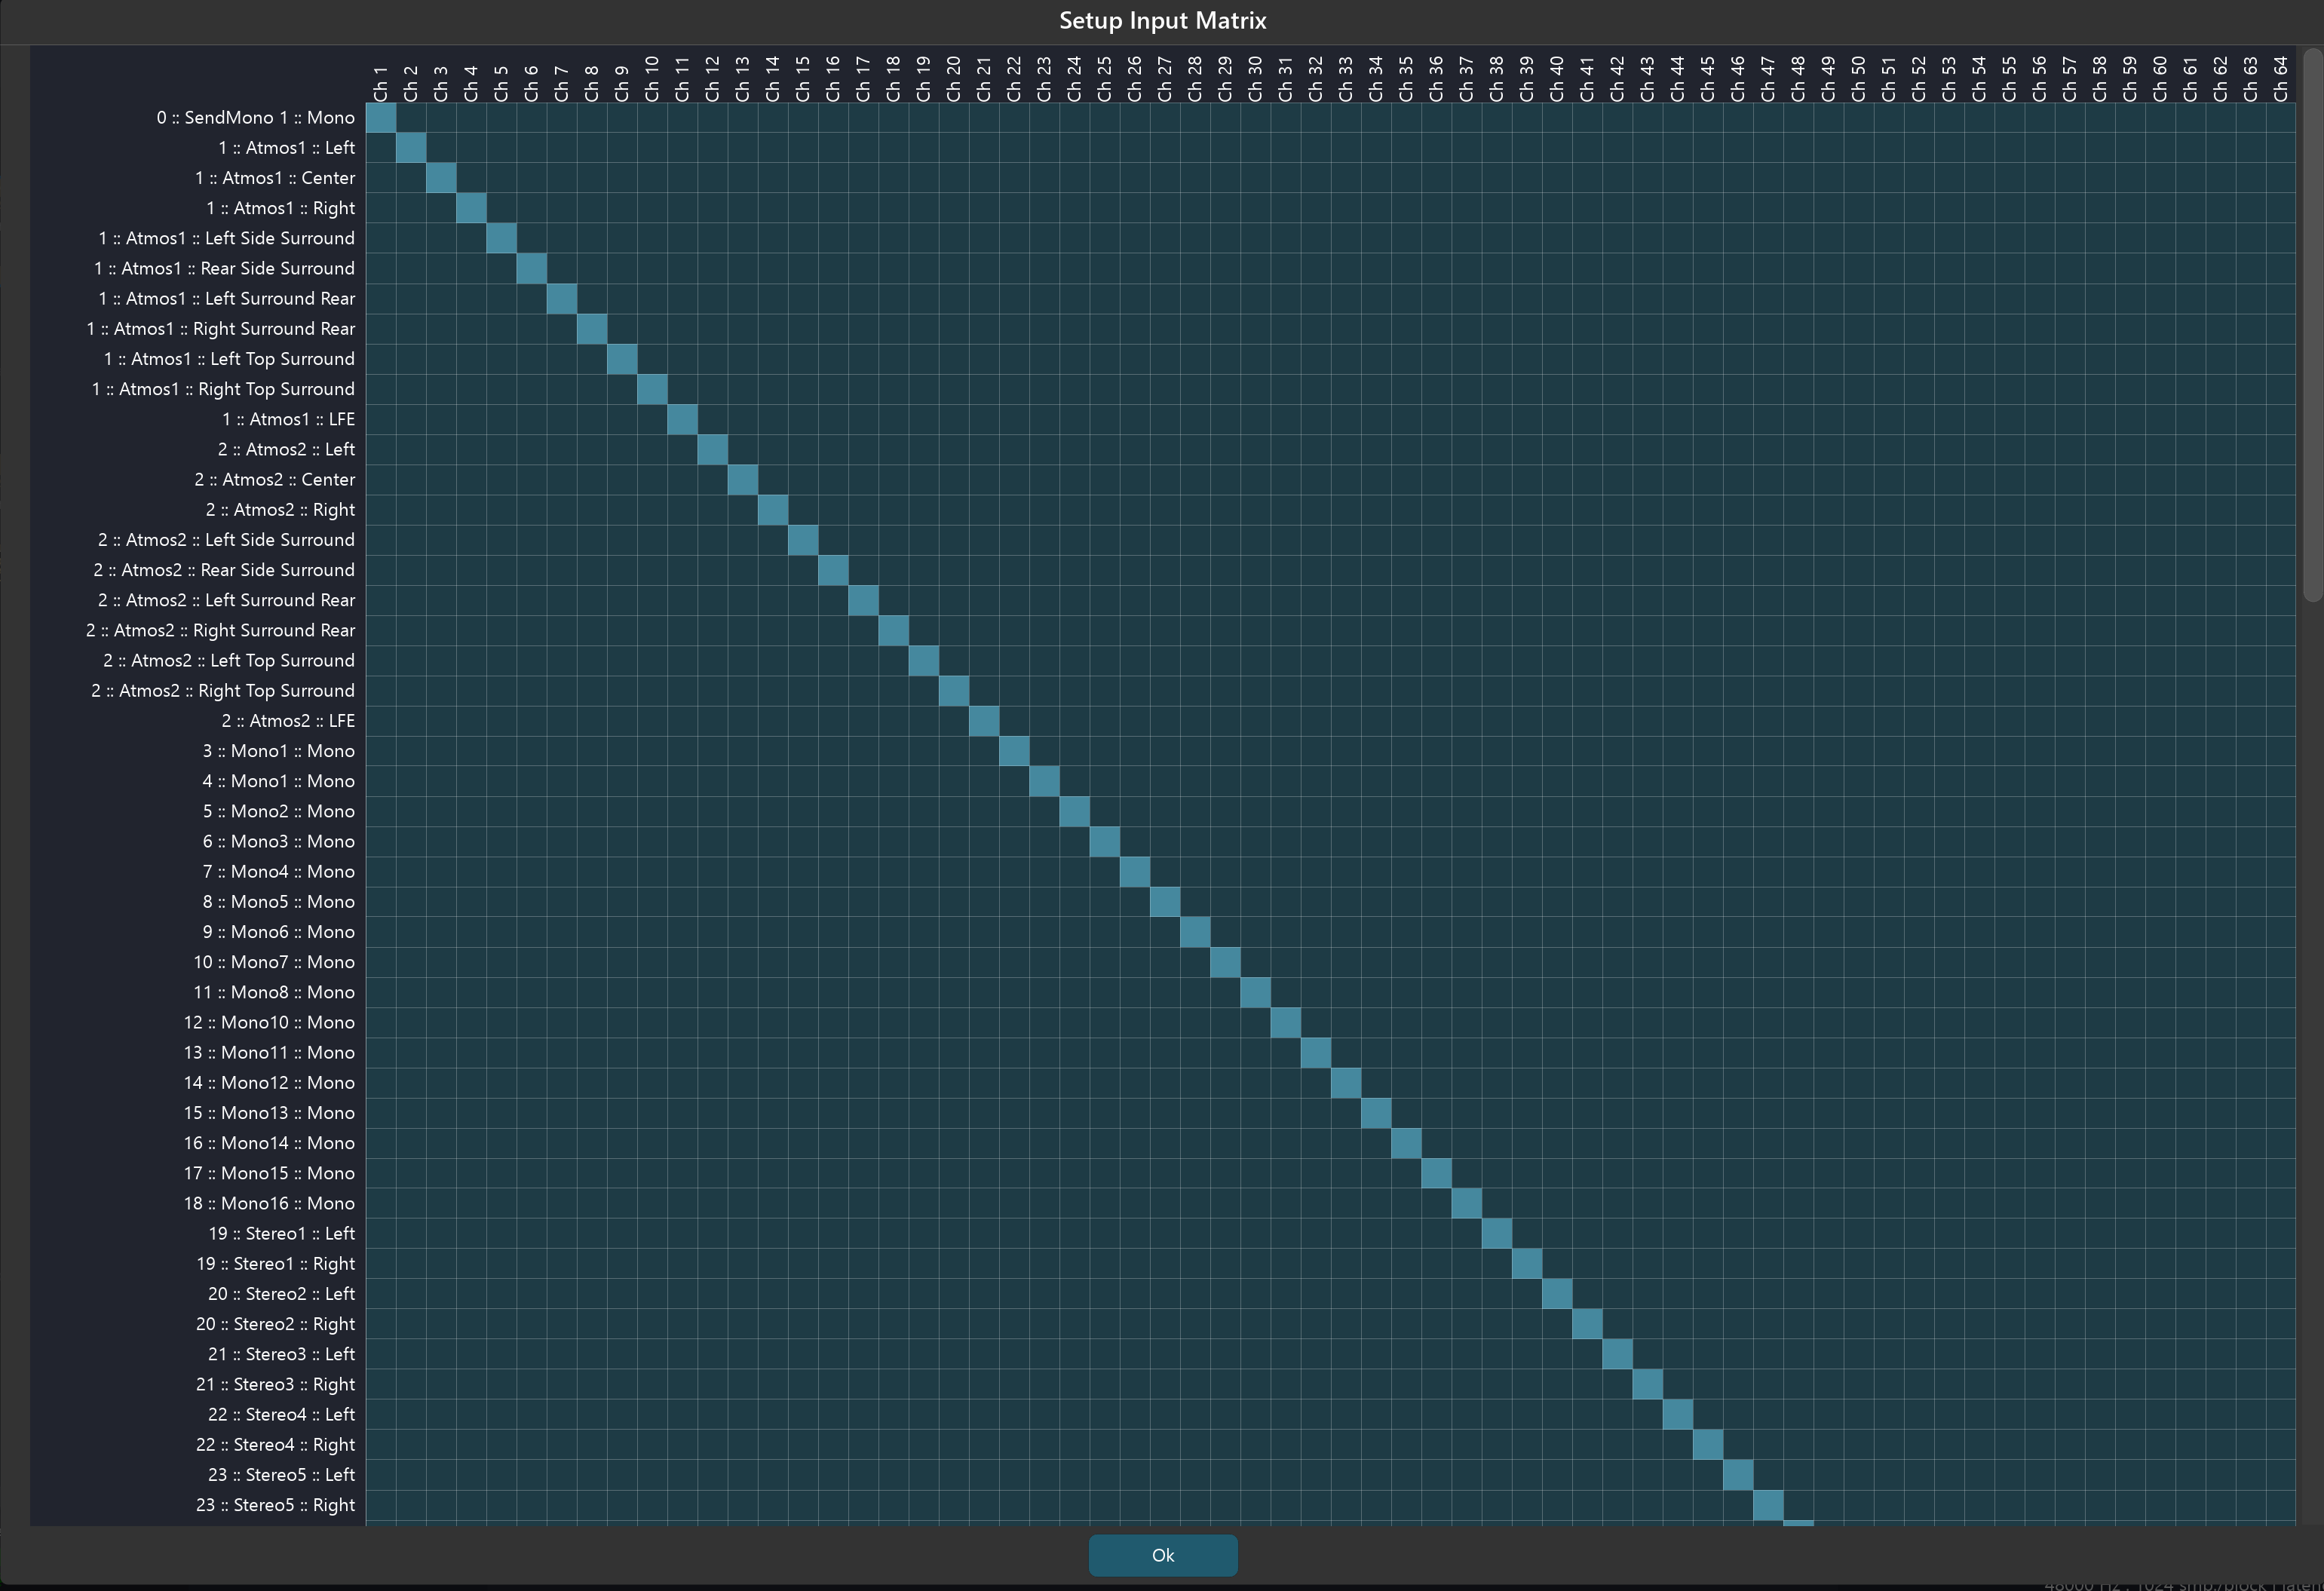 Setup Input Matrix
Ch 1 Ch 2 Ch 3 Ch 4 Ch 5 Ch 6 Ch 7 Ch 8 Ch 9 Ch 10 Ch 11 Ch 12 Ch 13 Ch 14 Ch 15 Ch 16 Ch 17 Ch 18 Ch 19 Ch 20 Ch 21 Ch 22 Ch 23 Ch 24 Ch 25 Ch 26 Ch 27 Ch 28 Ch 29 Ch 30 Ch 31 Ch 32 Ch 33 Ch 34 Ch 35 Ch 36 Ch 37 Ch 38 Ch 39 Ch 40 Ch 41 Ch 42 Ch 43 Ch 44 Ch 45 Ch 46 Ch 47 Ch 48 Ch 49 Ch 50 Ch 51 Ch 52 Ch 53 Ch 54 Ch 55 Ch 56 Ch 57 Ch 58 Ch 59 Ch 60 Ch 61 Ch 62 Ch 63 Ch 64
0 :: SendMono 1 :: Mono
1 :: Atmos1 :: Left
1 :: Atmos1 :: Center
1 :: Atmos1 :: Right
1 :: Atmos1 :: Left Side Surround
1 :: Atmos1 :: Rear Side Surround
1 :: Atmos1 :: Left Surround Rear
1 :: Atmos1 :: Right Surround Rear
1 :: Atmos1 :: Left Top Surround
1 :: Atmos1 :: Right Top Surround
1 :: Atmos1 :: LFE
2 :: Atmos2 :: Left
2 :: Atmos2 :: Center
2 :: Atmos2 :: Right
2 :: Atmos2 :: Left Side Surround
2 :: Atmos2 :: Rear Side Surround
2 :: Atmos2 :: Left Surround Rear
2 :: Atmos2 :: Right Surround Rear
2 :: Atmos2 :: Left Top Surround
2 :: Atmos2 :: Right Top Surround
2 :: Atmos2 :: LFE
3 :: Mono1 :: Mono
4 :: Mono1 :: Mono
5 :: Mono2 :: Mono
6 :: Mono3 :: Mono
7 :: Mono4 :: Mono
8 :: Mono5 :: Mono
9 :: Mono6 :: Mono
10 :: Mono7 :: Mono
11 :: Mono8 :: Mono
12 :: Mono10 :: Mono
13 :: Mono11 :: Mono
14 :: Mono12 :: Mono
15 :: Mono13 :: Mono
16 :: Mono14 :: Mono
17 :: Mono15 :: Mono
18 :: Mono16 :: Mono
19 :: Stereo1 :: Left
19 :: Stereo1 :: Right
20 :: Stereo2 :: Left
20 :: Stereo2 :: Right
21 :: Stereo3 :: Left
21 :: Stereo3 :: Right
22 :: Stereo4 :: Left
22 :: Stereo4 :: Right
23 :: Stereo5 :: Left
23 :: Stereo5 :: Right
Ok